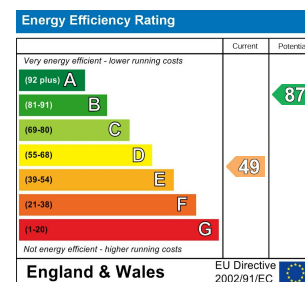 Energy Efficiency Rating
Current Potentia
Very energy efficient - lower running costs
(92 plus) A
(81-91) B
87
(69-80) C
(55-68) D
49
(39-54) E
(21-38) F
(1-20) G
Not energy efficient - higher running costs
England & Wales
EU Directive
2002/91/EC